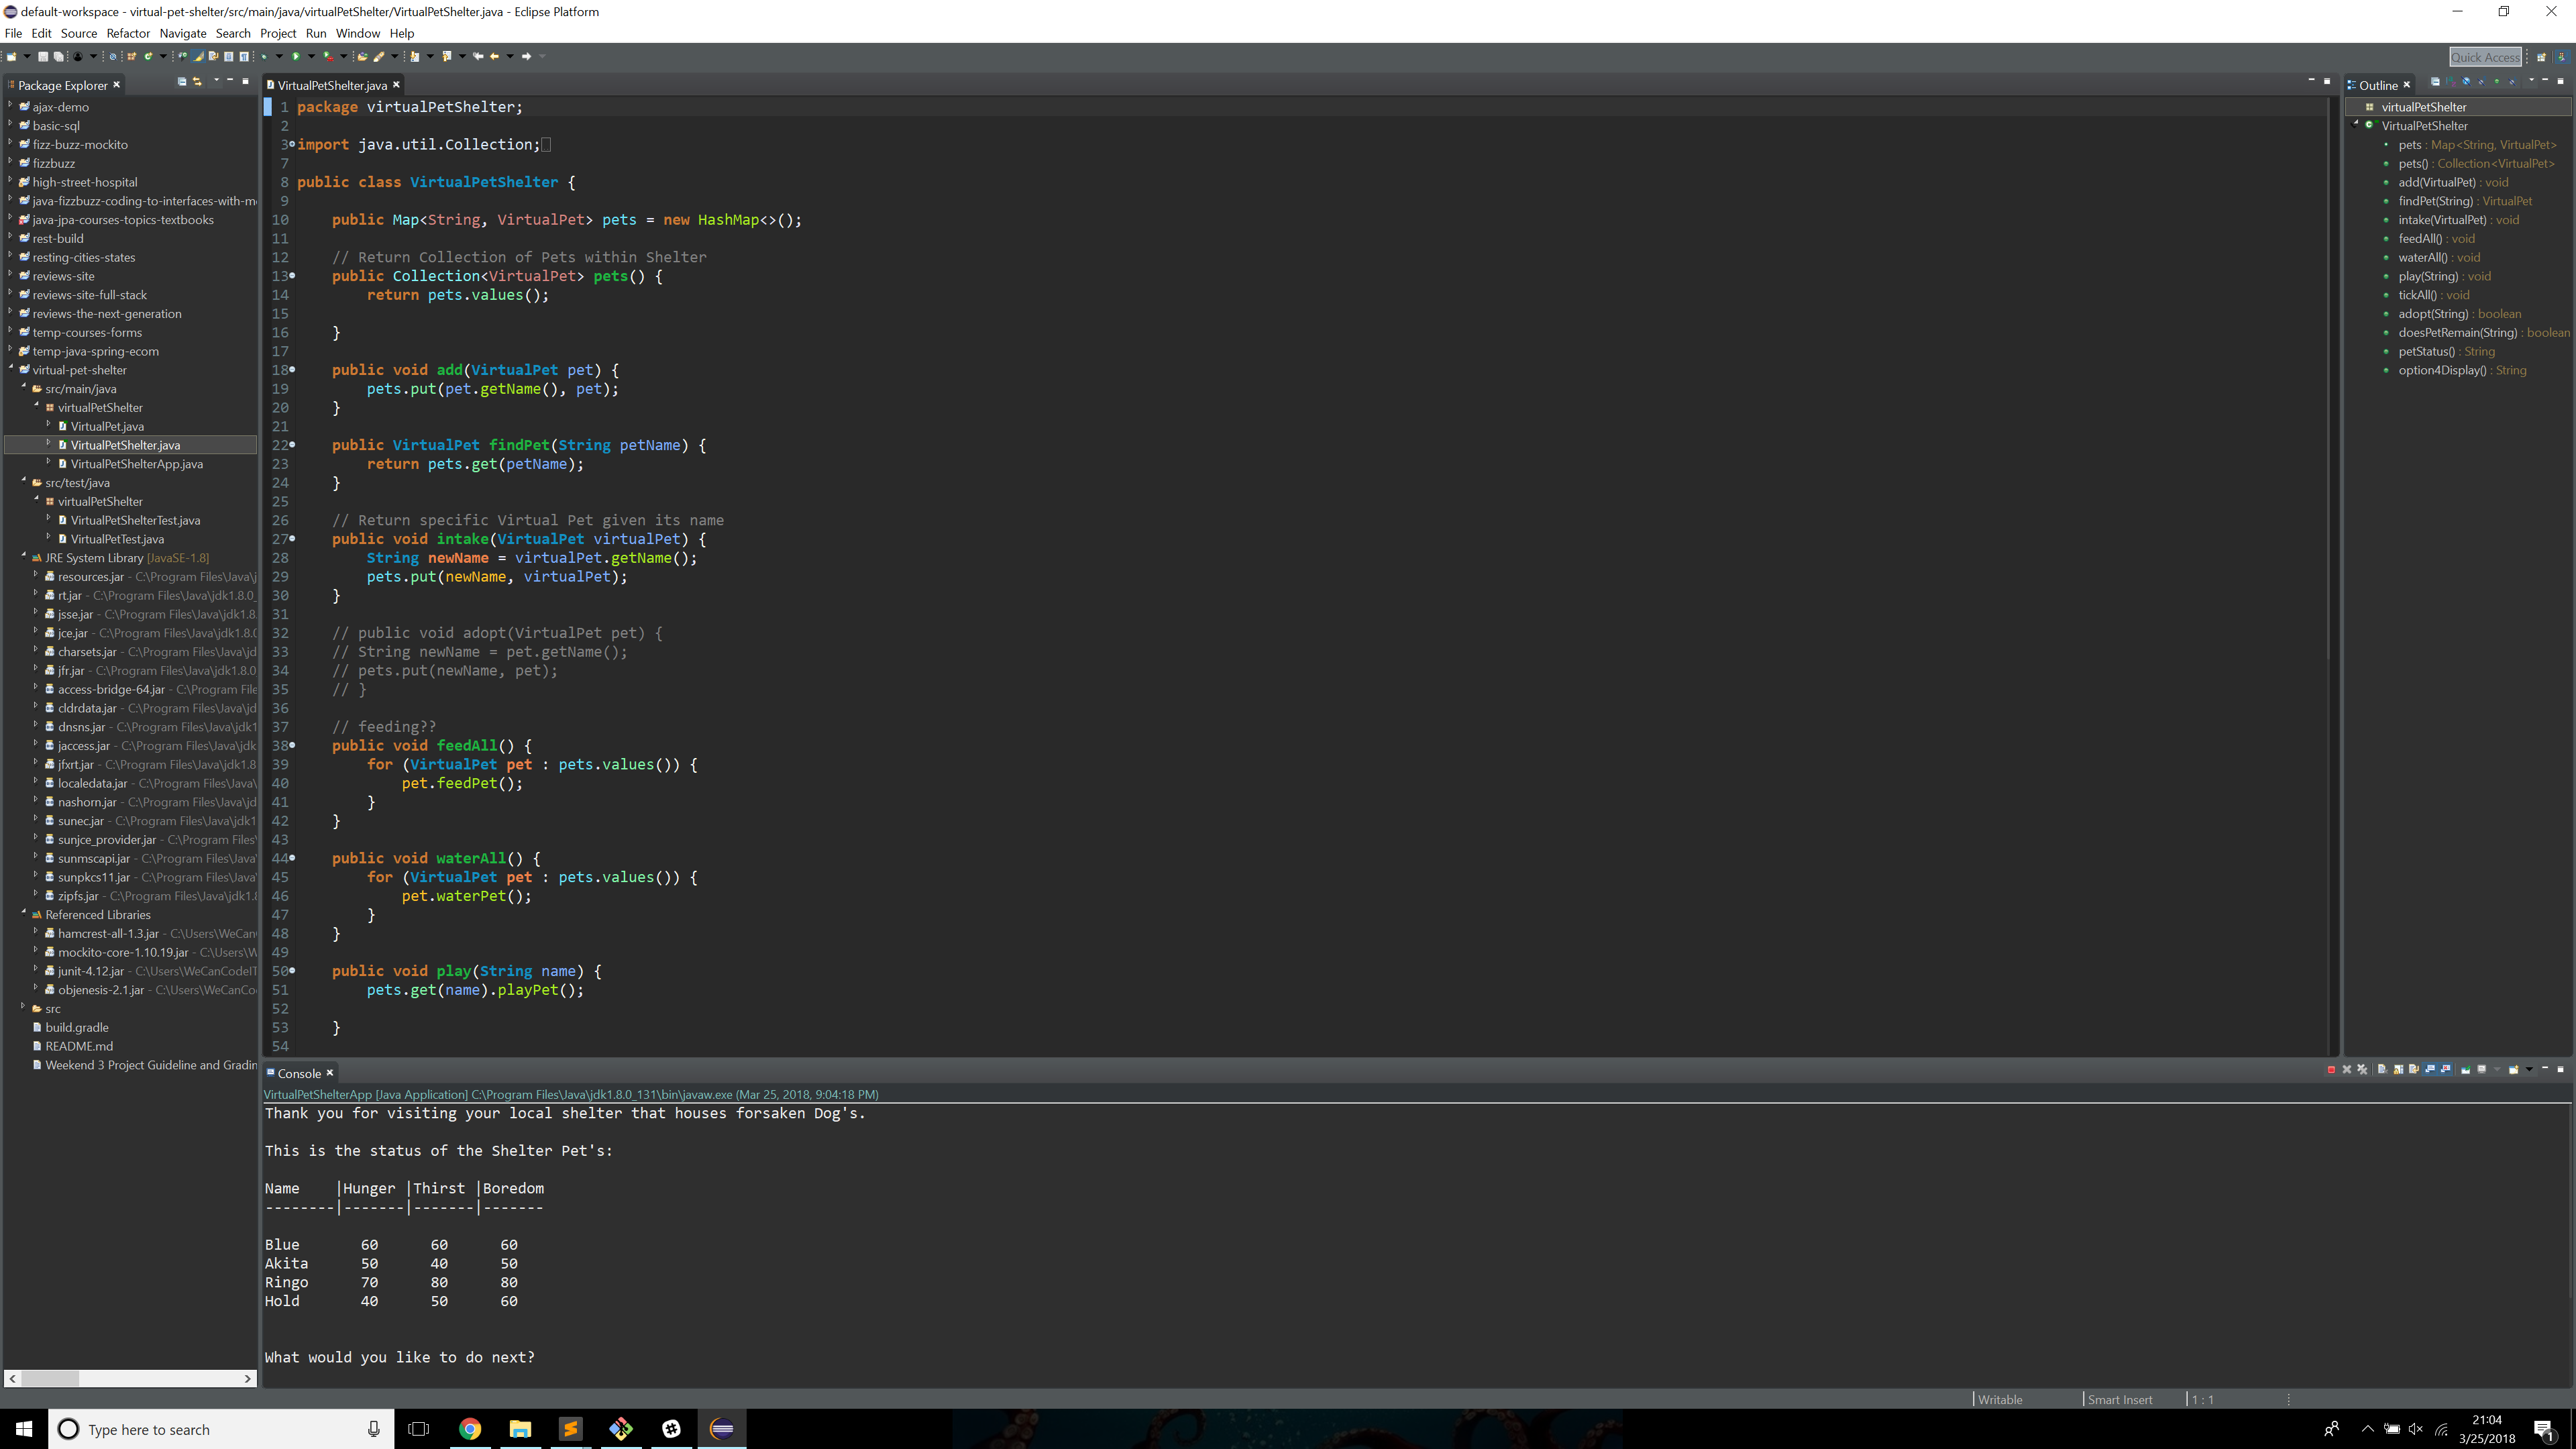 default-workspace - virtual-pet-shelter/src/main/java/virtualPetShelter/VirtualPetShelter.java - Eclipse Platform
File Edit Source Refactor Navigate Search Project Run Window Help
Quick Access
Package Explorer
ajax-demo
basic-sql
fizz-buzz-mockito
fizzbuzz
high-street-hospital
java-fizzbuzz-coding-to-interfaces-with-m
java-jpa-courses-topics-textbooks
rest-build
resting-cities-states
reviews-site
reviews-site-full-stack
reviews-the-next-generation
temp-courses-forms
temp-java-spring-ecom
virtual-pet-shelter
src/main/java
virtualPetShelter
VirtualPet.java
VirtualPetShelter.java
VirtualPetShelterApp.java
src/test/java
virtualPetShelter
VirtualPetShelterTest.java
VirtualPetTest.java
JRE System Library [JavaSE-1.8]
resources.jar - C:\Program Files\Java\j
rt.jar - C:\Program Files\Java\jdk1.8.0_
jsse.jar - C:\Program Files\Java\jdk1.8.
jce.jar - C:\Program Files\Java\jdk1.8.0
charsets.jar - C:\Program Files\Java\jd
jfr.jar - C:\Program Files\Java\jdk1.8.0
access-bridge-64.jar - C:\Program File
cldrdata.jar - C:\Program Files\Java\jd
dnsns.jar - C:\Program Files\Java\jdk1
jaccess.jar - C:\Program Files\Java\jdk
jfxrt.jar - C:\Program Files\Java\jdk1.8
localedata.jar - C:\Program Files\Java\
nashorn.jar - C:\Program Files\Java\jd
sunec.jar - C:\Program Files\Java\jdk1
sunjce_provider.jar - C:\Program Files\
sunmscapi.jar - C:\Program Files\Java\
sunpkcs11.jar - C:\Program Files\Java\
zipfs.jar - C:\Program Files\Java\jdk1.8
Referenced Libraries
hamcrest-all-1.3.jar - C:\Users\WeCan
mockito-core-1.10.19.jar - C:\Users\W
junit-4.12.jar - C:\Users\WeCanCodeIT
objenesis-2.1.jar - C:\Users\WeCanCo
src
build.gradle
README.md
Weekend 3 Project Guideline and Gradin
VirtualPetShelter.java
1 package virtualPetShelter;
2
3 import java.util.Collection;
7
8 public class VirtualPetShelter {
9
10 public Map<String, VirtualPet> pets = new HashMap<>();
11
12 // Return Collection of Pets within Shelter
13 public Collection<VirtualPet> pets() {
14 return pets.values();
15
16 }
17
18 public void add(VirtualPet pet) {
19 pets.put(pet.getName(), pet);
20 }
21
22 public VirtualPet findPet(String petName) {
23 return pets.get(petName);
24 }
25
26 // Return specific Virtual Pet given its name
27 public void intake(VirtualPet virtualPet) {
28 String newName = virtualPet.getName();
29 pets.put(newName, virtualPet);
30 }
31
32 // public void adopt(VirtualPet pet) {
33 // String newName = pet.getName();
34 // pets.put(newName, pet);
35 // }
36
37 // feeding??
38 public void feedAll() {
39 for (VirtualPet pet : pets.values()) {
40 pet.feedPet();
41 }
42 }
43
44 public void waterAll() {
45 for (VirtualPet pet : pets.values()) {
46 pet.waterPet();
47 }
48 }
49
50 public void play(String name) {
51 pets.get(name).playPet();
52
53 }
54
Outline
virtualPetShelter
VirtualPetShelter
pets : Map<String, VirtualPet>
pets() : Collection<VirtualPet>
add(VirtualPet) : void
findPet(String) : VirtualPet
intake(VirtualPet) : void
feedAll() : void
waterAll() : void
play(String) : void
tickAll() : void
adopt(String) : boolean
doesPetRemain(String) : boolean
petStatus() : String
option4Display() : String
Console
VirtualPetShelterApp [Java Application] C:\Program Files\Java\jdk1.8.0_131\bin\javaw.exe (Mar 25, 2018, 9:04:18 PM)
Thank you for visiting your local shelter that houses forsaken Dog's.
This is the status of the Shelter Pet's:
Name |Hunger |Thirst |Boredom
--------|-------|-------|-------
Blue 60 60 60
Akita 50 40 50
Ringo 70 80 80
Hold 40 50 60
What would you like to do next?
Writable Smart Insert 1 : 1
Type here to search
21:04
3/25/2018
1